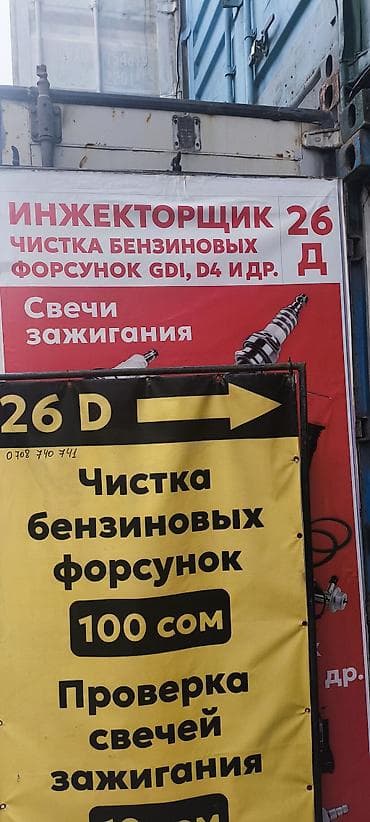 ИНЖЕКТОРЩИК 26
ЧИСТКА БЕНЗИНОВЫХ Д
ФОРСУНОК GDI, D4 И ДР.
Свечи
зажигания
26 D
0708 740 741
Чистка
бензиновых
форсунок
100 сом
Проверка
свечей
зажигания
др.
сом